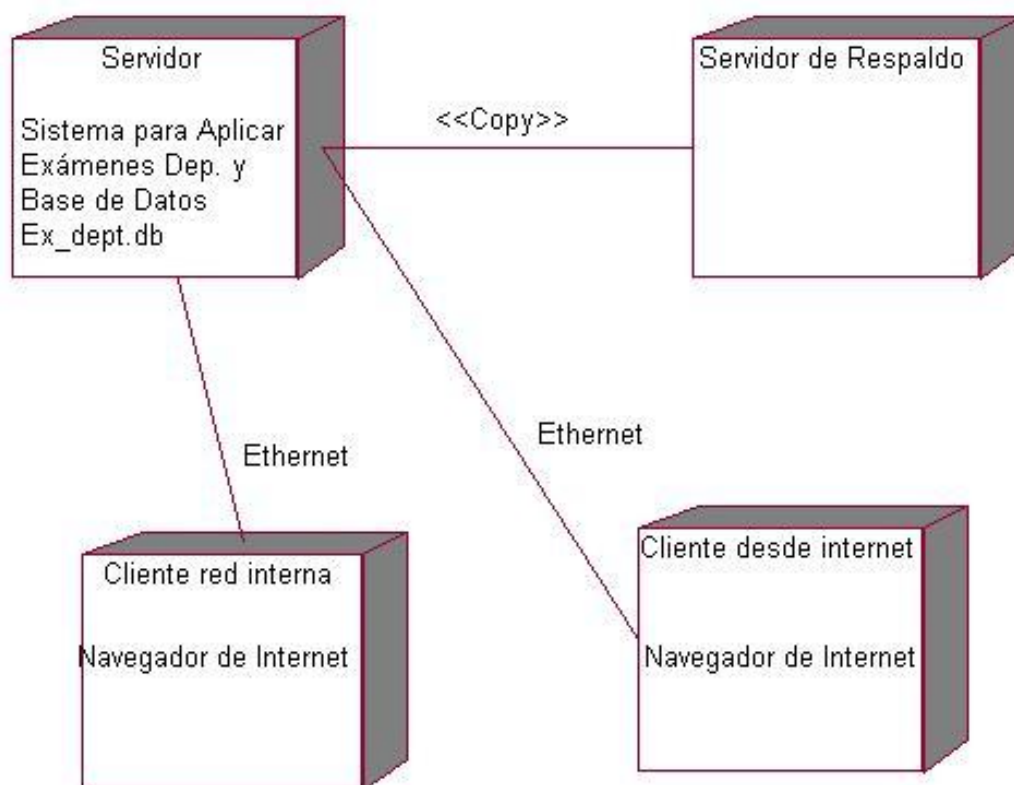 Servidor
Sistema para Aplicar
Exámenes Dep. y
Base de Datos
Ex_dept.db
<<Copy>>
Servidor de Respaldo
Ethernet
Ethernet
Cliente red interna
Navegador de Internet
Cliente desde internet
Navegador de Internet